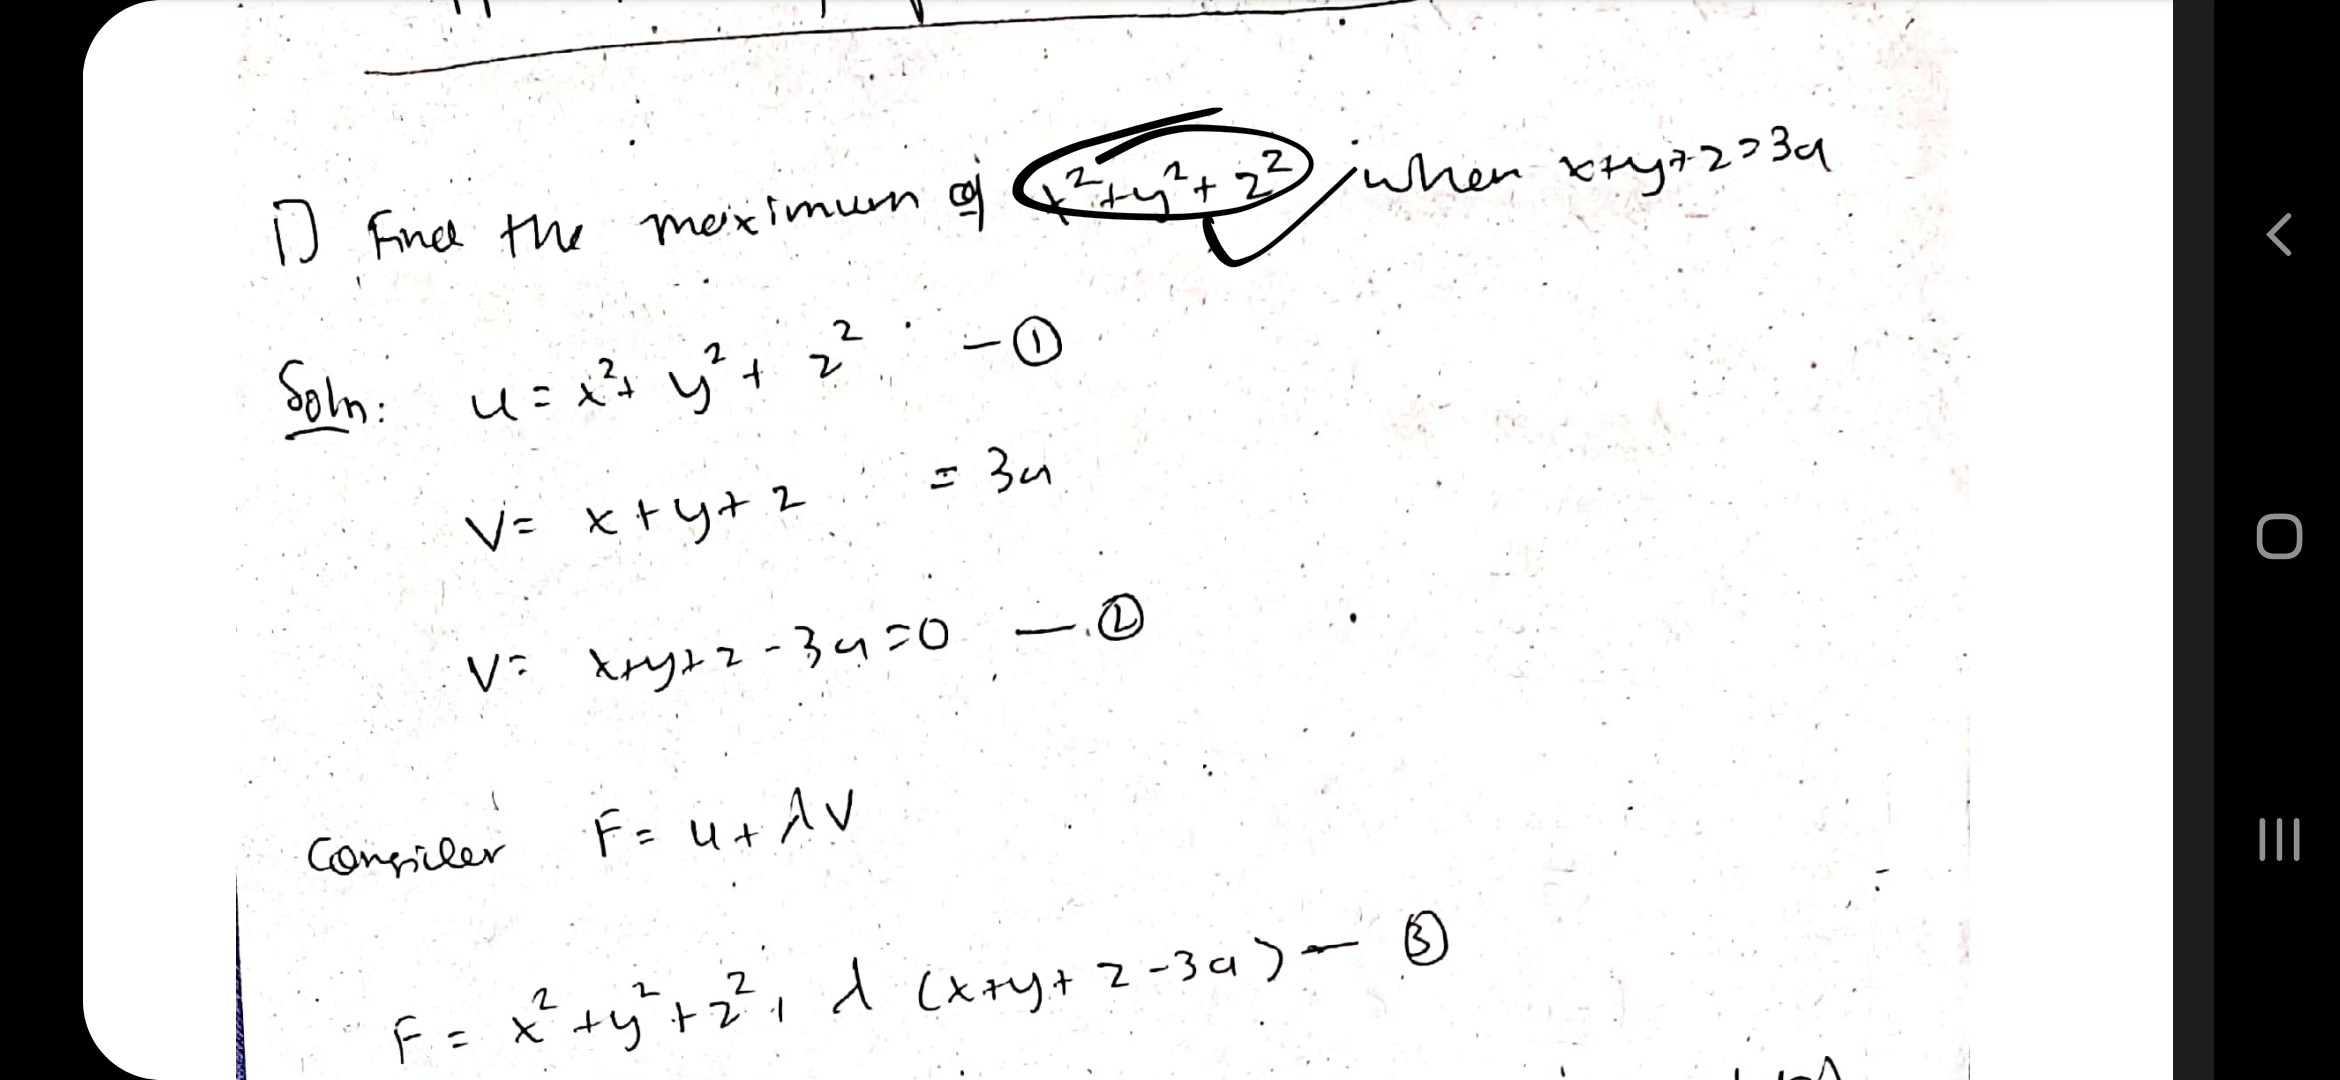 1) Find the maximum of x²+y²+z² when x+y+z=3a
Soln: u = x²+ y²+ z² —①
V= x+y+z = 3a
V= x+y+z-3a=0 —②
Consider F= u+λV
F = x²+y²+z²+ λ (x+y+z-3a)—③